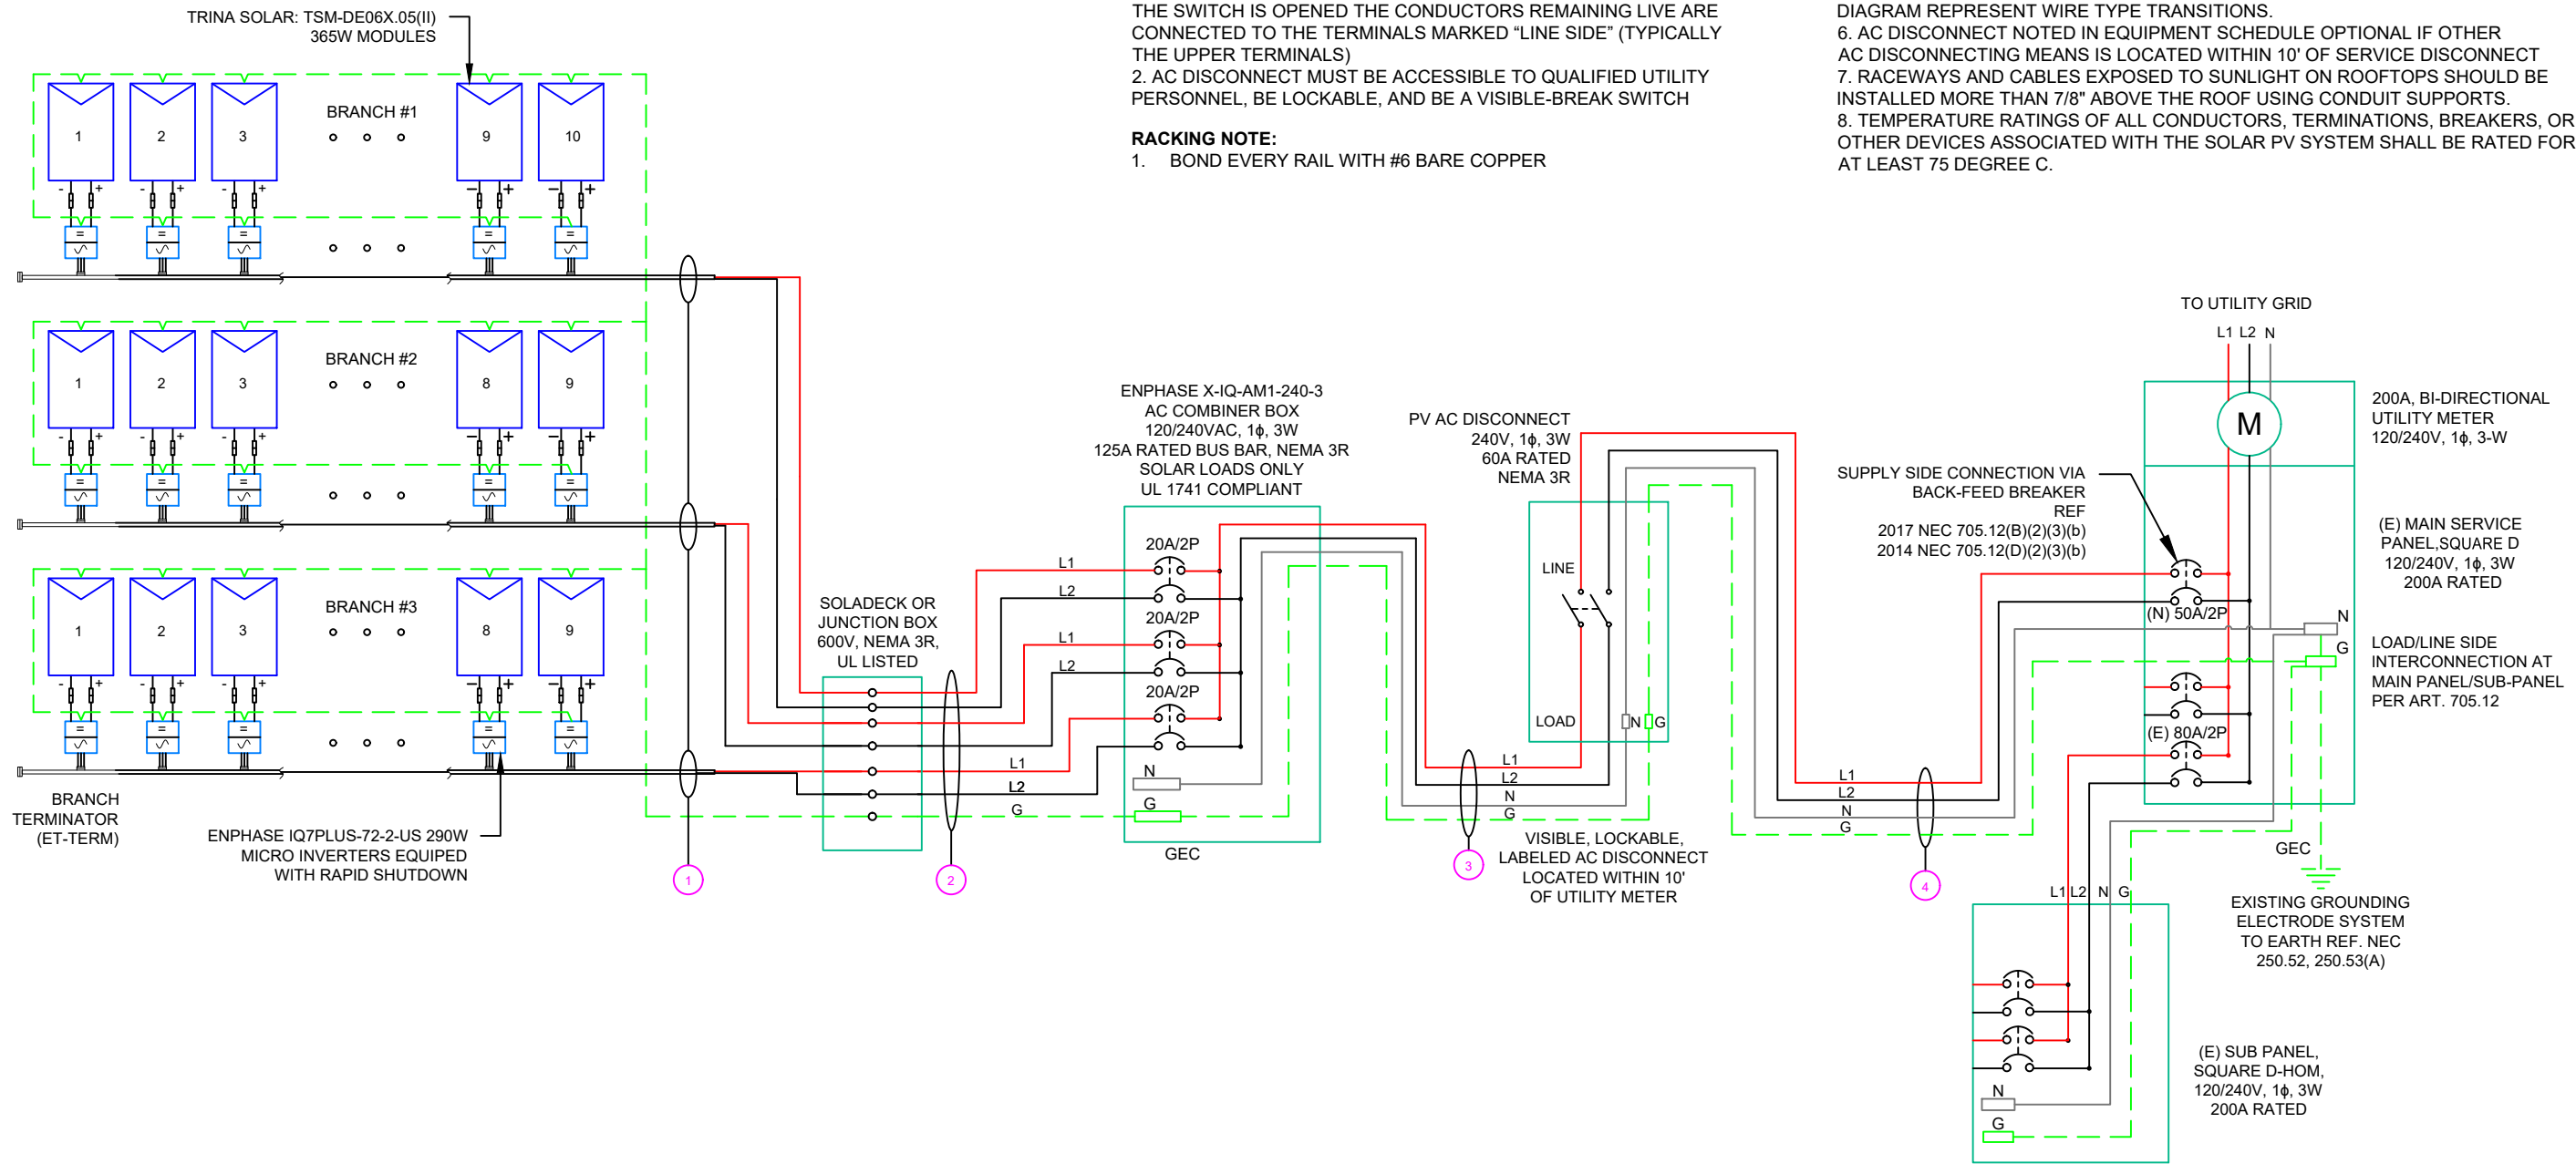 TRINA SOLAR: TSM-DE06X.05(II)
365W MODULES
THE SWITCH IS OPENED THE CONDUCTORS REMAINING LIVE ARE
CONNECTED TO THE TERMINALS MARKED “LINE SIDE” (TYPICALLY
THE UPPER TERMINALS)
2. AC DISCONNECT MUST BE ACCESSIBLE TO QUALIFIED UTILITY
PERSONNEL, BE LOCKABLE, AND BE A VISIBLE-BREAK SWITCH
RACKING NOTE:
1. BOND EVERY RAIL WITH #6 BARE COPPER
DIAGRAM REPRESENT WIRE TYPE TRANSITIONS.
6. AC DISCONNECT NOTED IN EQUIPMENT SCHEDULE OPTIONAL IF OTHER
AC DISCONNECTING MEANS IS LOCATED WITHIN 10' OF SERVICE DISCONNECT
7. RACEWAYS AND CABLES EXPOSED TO SUNLIGHT ON ROOFTOPS SHOULD BE
INSTALLED MORE THAN 7/8" ABOVE THE ROOF USING CONDUIT SUPPORTS.
8. TEMPERATURE RATINGS OF ALL CONDUCTORS, TERMINATIONS, BREAKERS, OR
OTHER DEVICES ASSOCIATED WITH THE SOLAR PV SYSTEM SHALL BE RATED FOR
AT LEAST 75 DEGREE C.
BRANCH #1
1 2 3 9 10
- + - + - + - + - +
= = = = =
BRANCH #2
1 2 3 8 9
- + - + - + - + - +
= = = = =
BRANCH #3
1 2 3 8 9
- + - + - + - + - +
= = = = =
BRANCH
TERMINATOR
(ET-TERM)
ENPHASE IQ7PLUS-72-2-US 290W
MICRO INVERTERS EQUIPED
WITH RAPID SHUTDOWN
1
SOLADECK OR
JUNCTION BOX
600V, NEMA 3R,
UL LISTED
2
L1
L2
L1
L2
L1
L2
G
ENPHASE X-IQ-AM1-240-3
AC COMBINER BOX
120/240VAC, 1ϕ, 3W
125A RATED BUS BAR, NEMA 3R
SOLAR LOADS ONLY
UL 1741 COMPLIANT
20A/2P
20A/2P
20A/2P
N
G
GEC
L1
L2
N
G
3
PV AC DISCONNECT
240V, 1ϕ, 3W
60A RATED
NEMA 3R
LINE
LOAD
N G
VISIBLE, LOCKABLE,
LABELED AC DISCONNECT
LOCATED WITHIN 10'
OF UTILITY METER
L1
L2
N
G
4
SUPPLY SIDE CONNECTION VIA
BACK-FEED BREAKER
REF
2017 NEC 705.12(B)(2)(3)(b)
2014 NEC 705.12(D)(2)(3)(b)
TO UTILITY GRID
L1 L2 N
M
200A, BI-DIRECTIONAL
UTILITY METER
120/240V, 1ϕ, 3-W
(E) MAIN SERVICE
PANEL,SQUARE D
120/240V, 1ϕ, 3W
200A RATED
(N) 50A/2P
N
G
LOAD/LINE SIDE
INTERCONNECTION AT
MAIN PANEL/SUB-PANEL
PER ART. 705.12
(E) 80A/2P
GEC
EXISTING GROUNDING
ELECTRODE SYSTEM
TO EARTH REF. NEC
250.52, 250.53(A)
L1 L2 N G
N
G
(E) SUB PANEL,
SQUARE D-HOM,
120/240V, 1ϕ, 3W
200A RATED